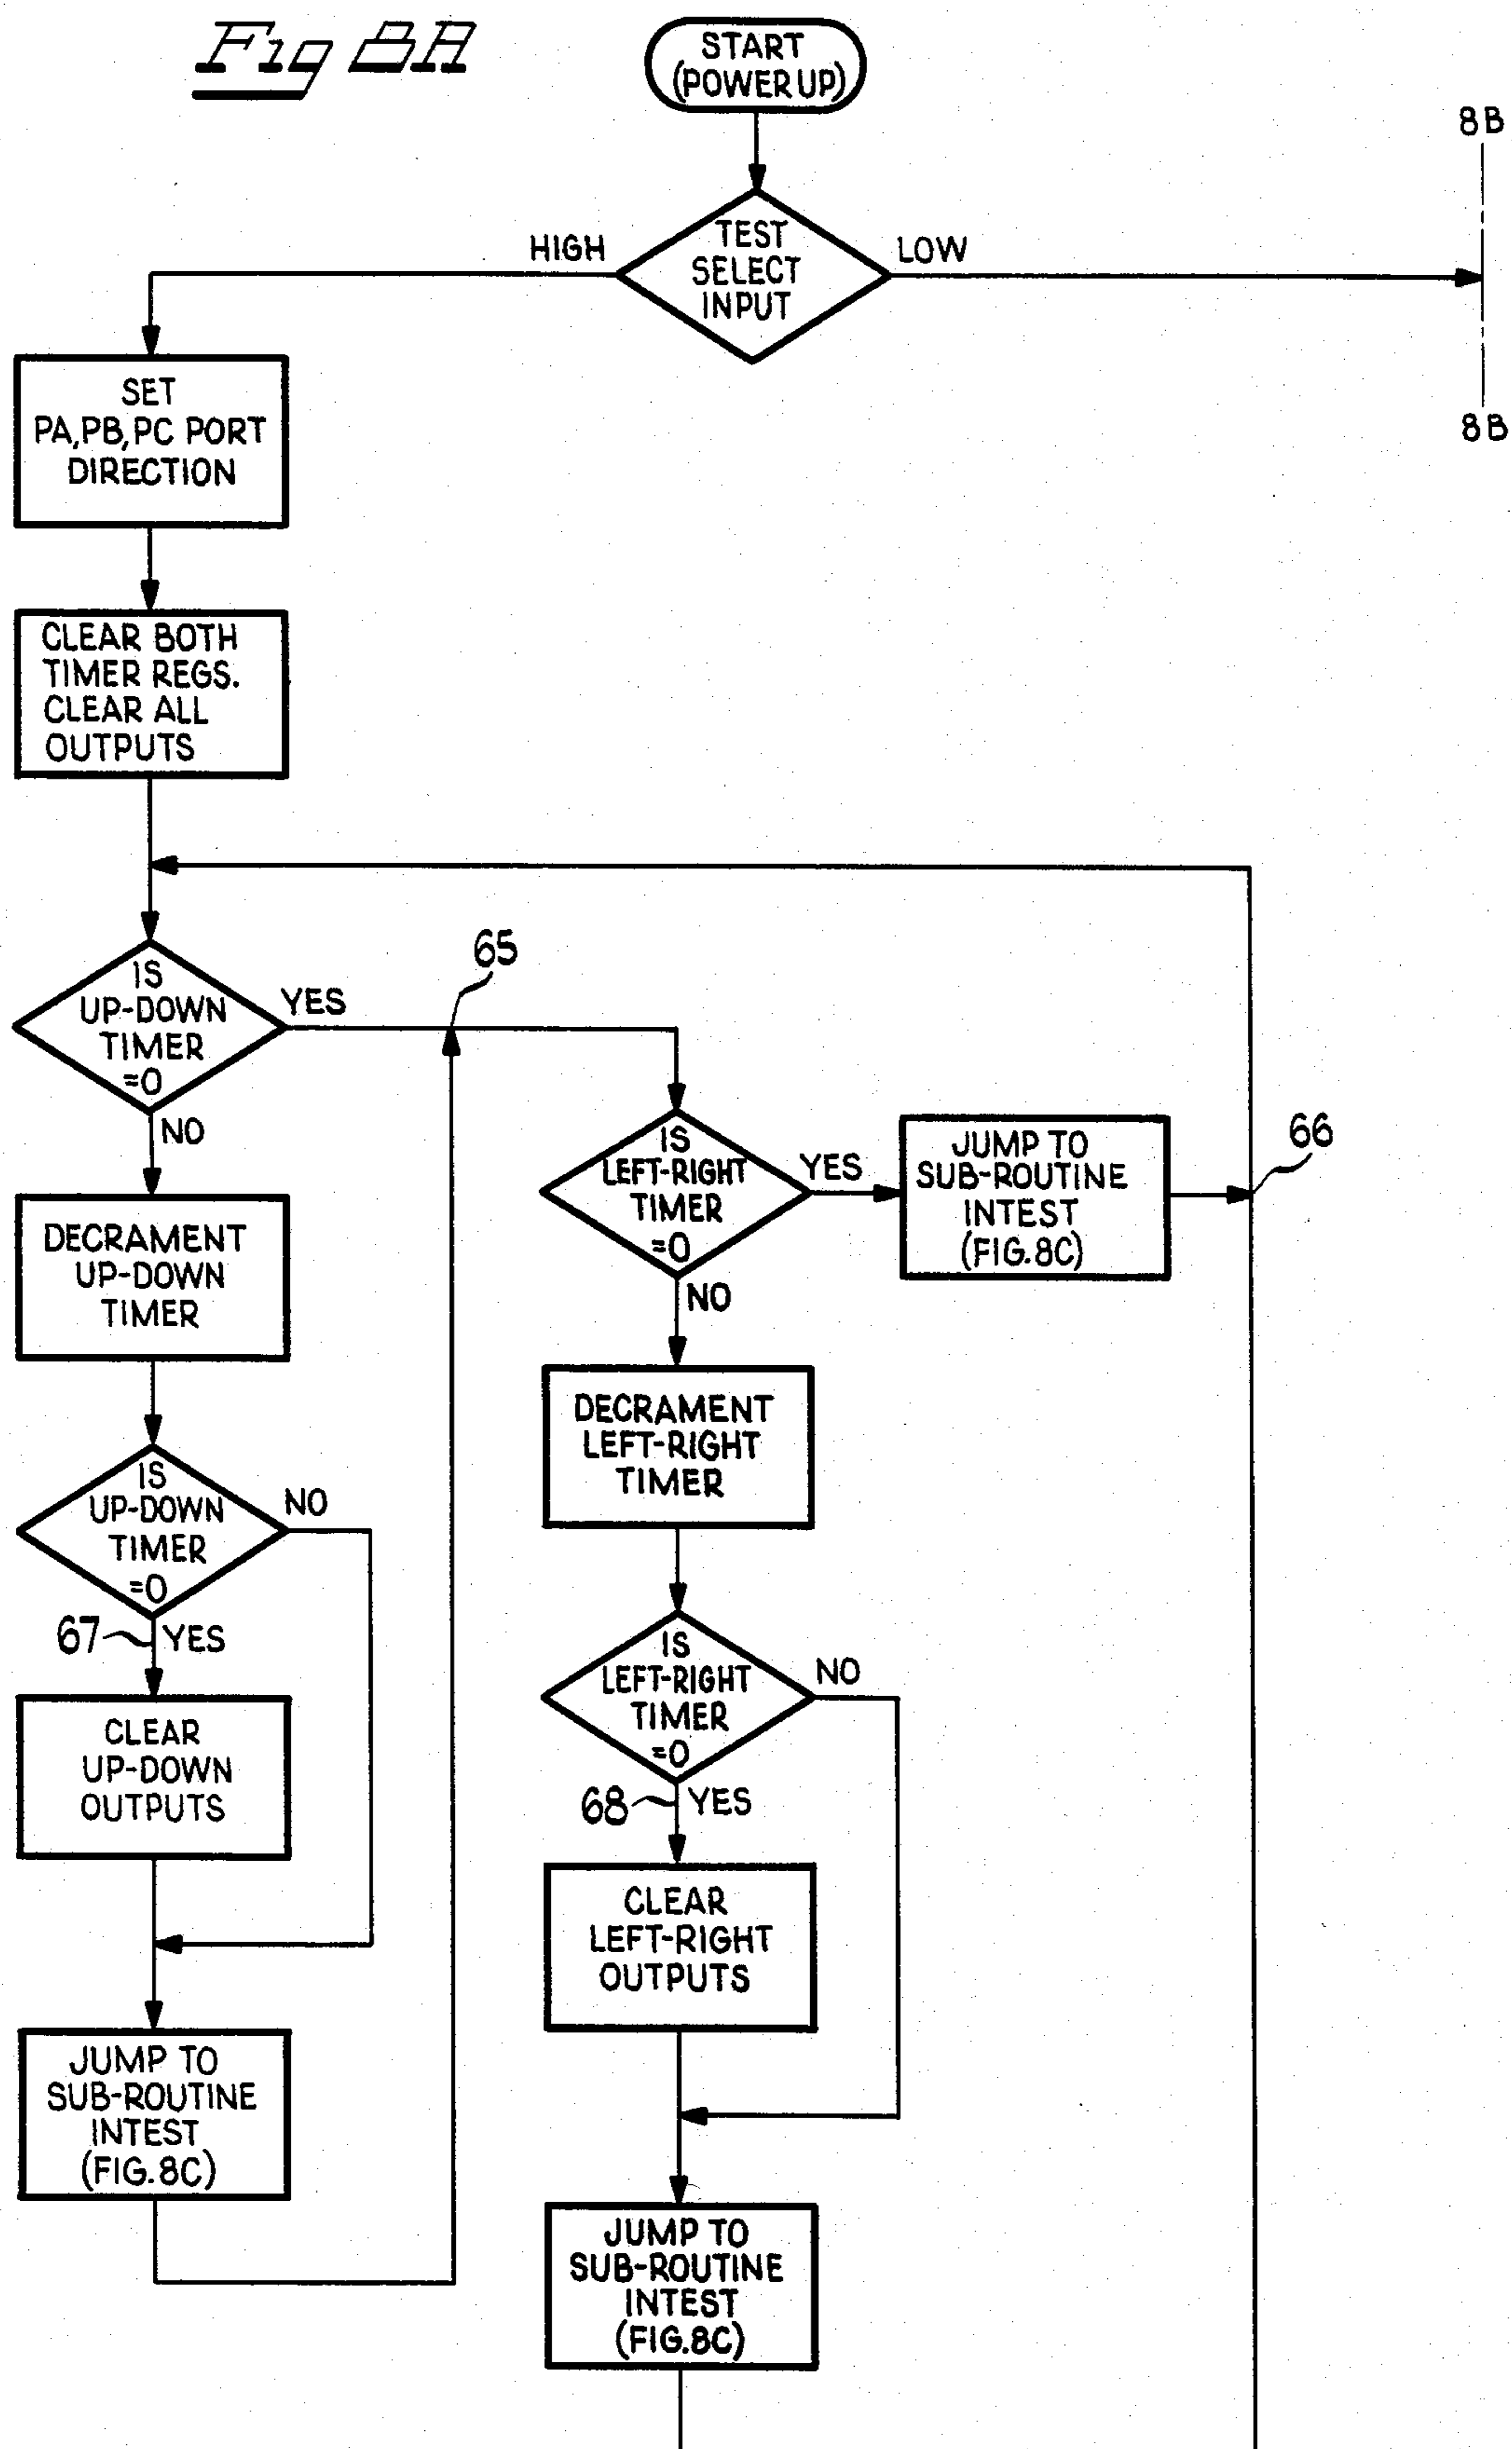 Fig 8A
START
(POWER UP)
8B
TEST
SELECT
INPUT
HIGH
LOW
8B
SET
PA,PB,PC PORT
DIRECTION
CLEAR BOTH
TIMER REGS.
CLEAR ALL
OUTPUTS
IS
UP-DOWN
TIMER
=0
YES
65
NO
DECRAMENT
UP-DOWN
TIMER
IS
UP-DOWN
TIMER
=0
NO
67
YES
CLEAR
UP-DOWN
OUTPUTS
JUMP TO
SUB-ROUTINE
INTEST
(FIG.8C)
IS
LEFT-RIGHT
TIMER
=0
YES
JUMP TO
SUB-ROUTINE
INTEST
(FIG.8C)
66
NO
DECRAMENT
LEFT-RIGHT
TIMER
IS
LEFT-RIGHT
TIMER
=0
NO
68
YES
CLEAR
LEFT-RIGHT
OUTPUTS
JUMP TO
SUB-ROUTINE
INTEST
(FIG.8C)